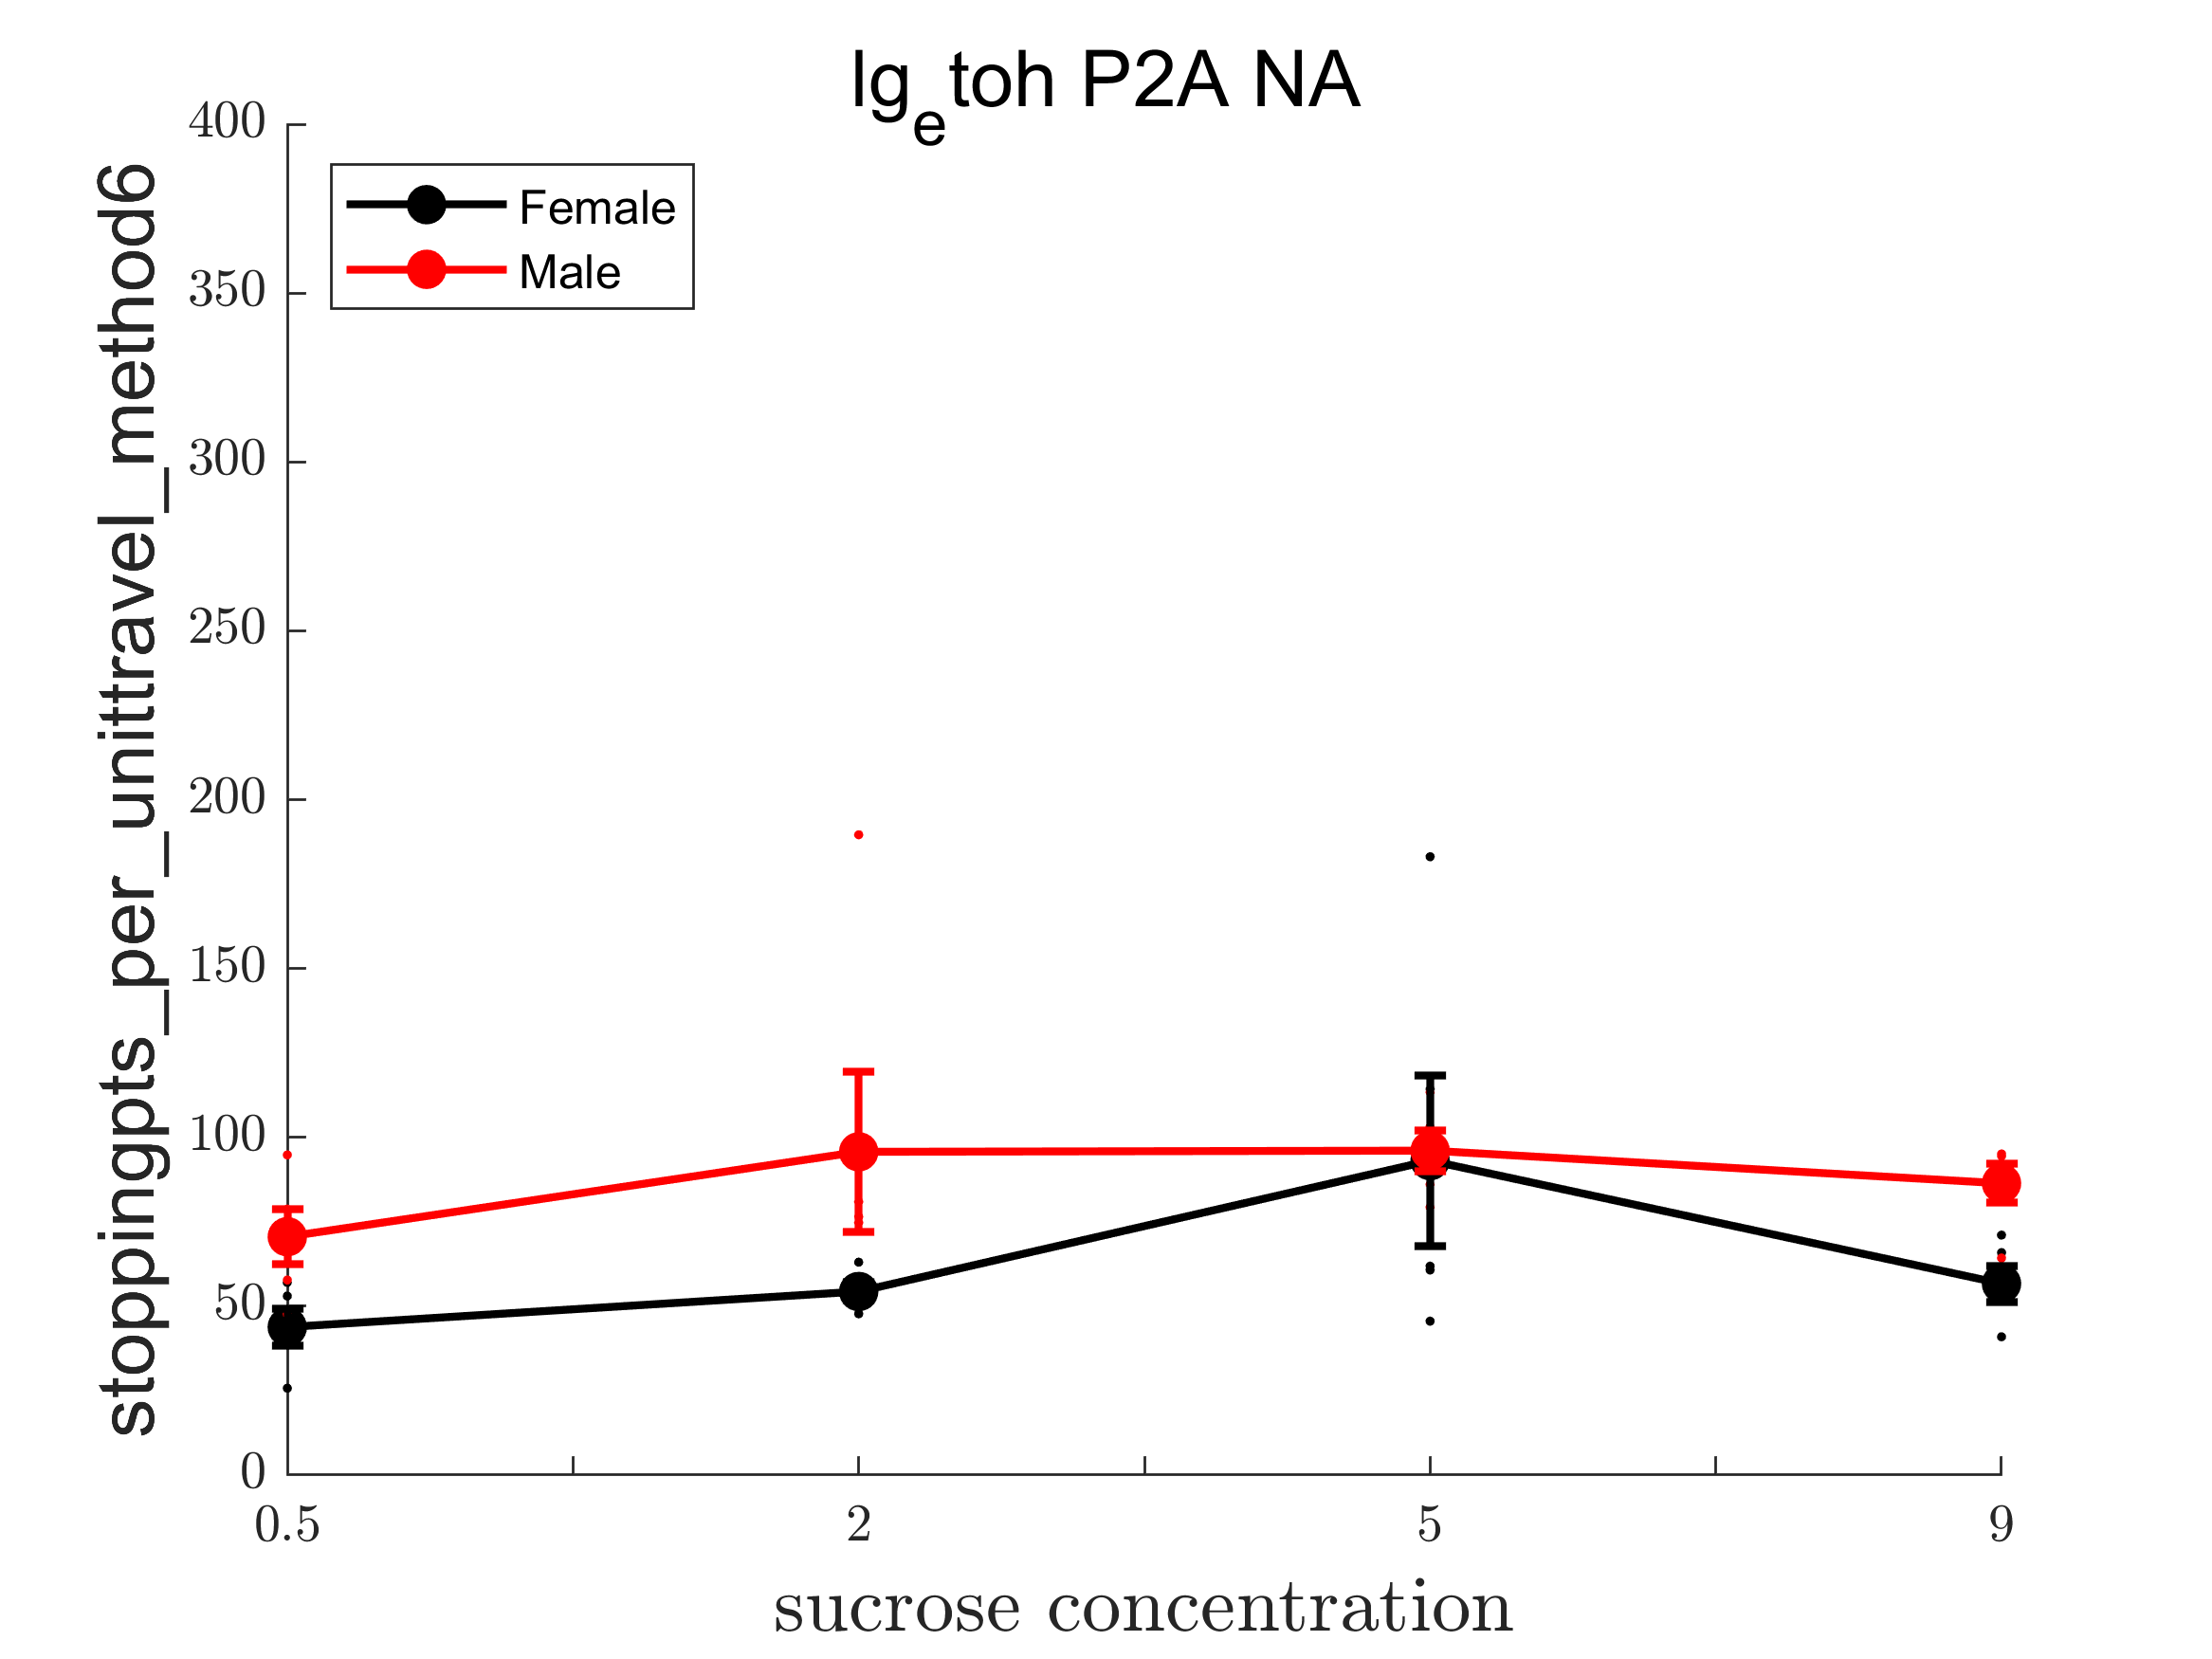 lgetoh P2A NA
400
350
300
250
200
150
100
50
0
Female
Male
stoppingpts_per_unittravel_method6
0.5 2 5 9
sucrose concentration